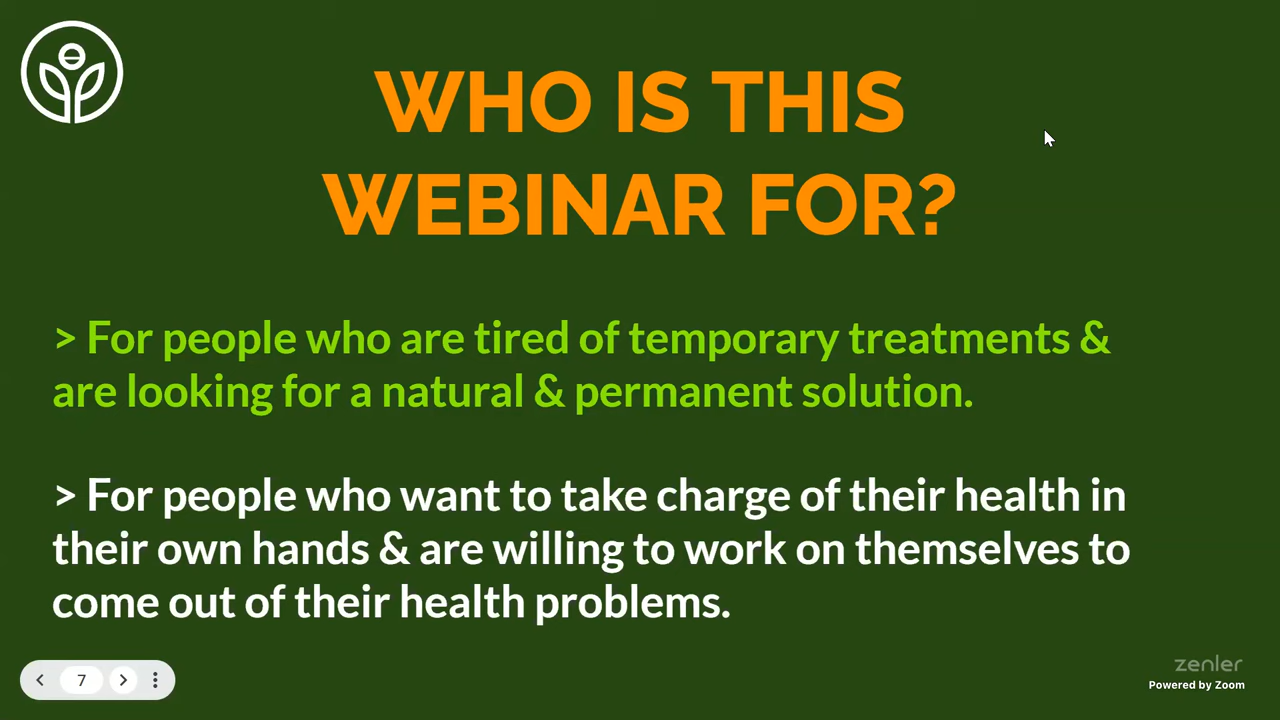 WHO IS THIS
WEBINAR FOR?
> For people who are tired of temporary treatments &
are looking for a natural & permanent solution.
> For people who want to take charge of their health in
their own hands & are willing to work on themselves to
come out of their health problems.
7
zenler
Powered by Zoom